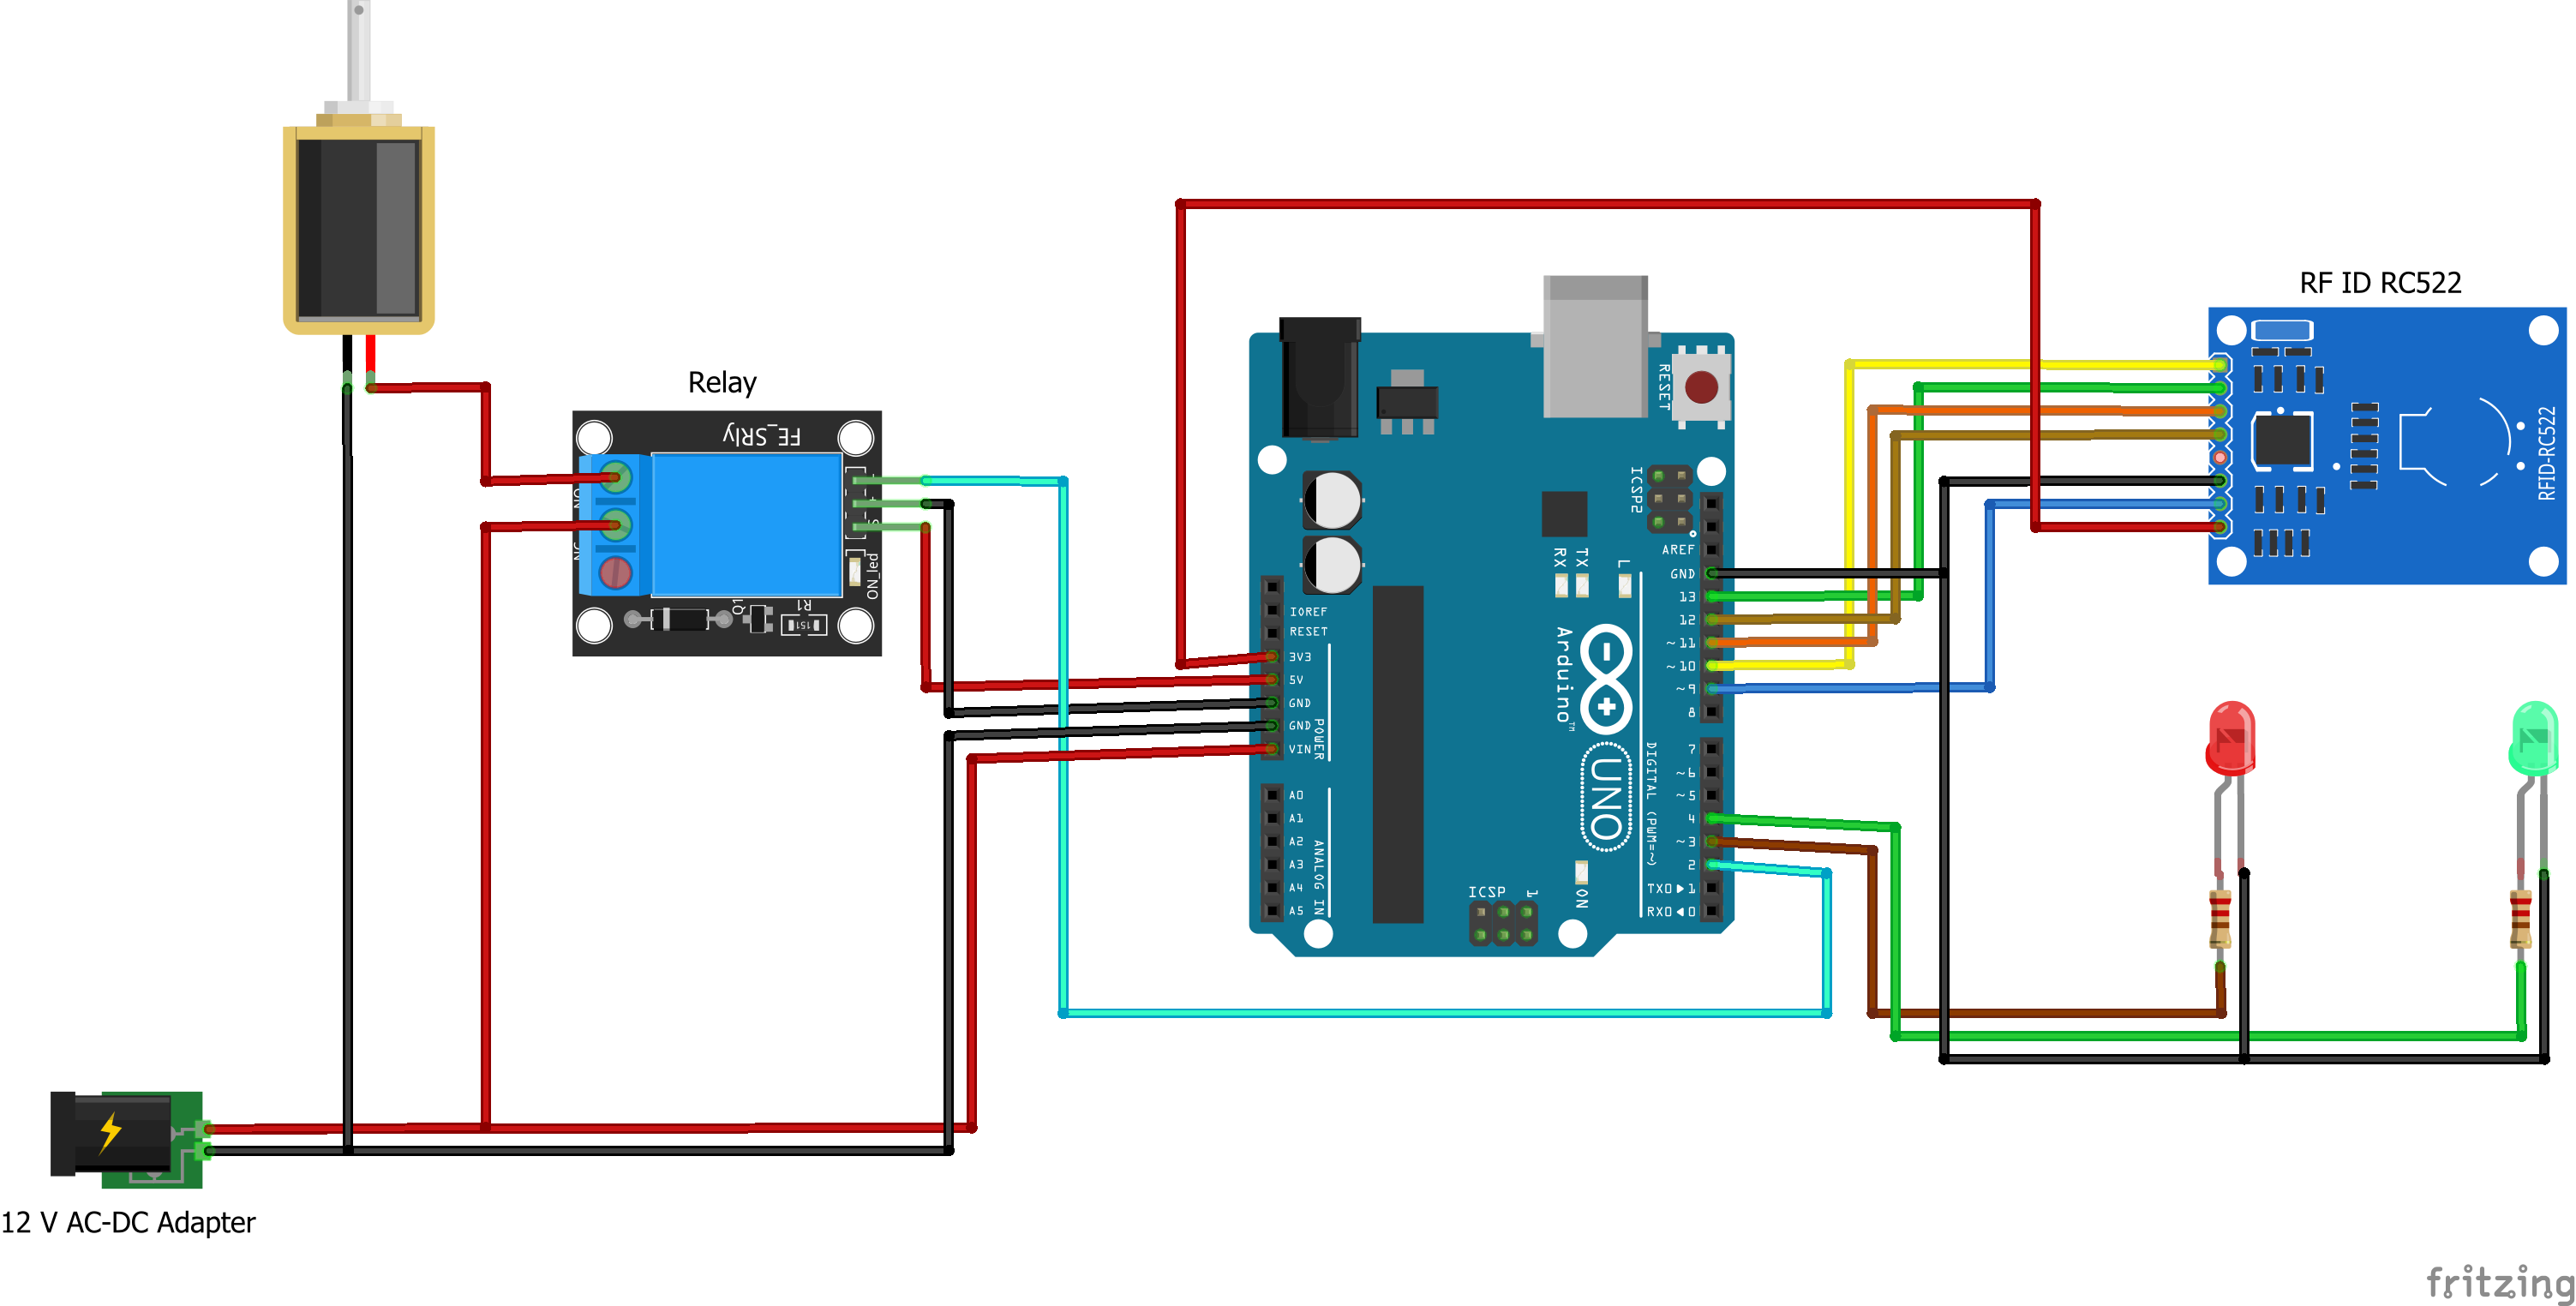 RF ID RC522
Relay
FE_SRly
NO
NC
S
ON_led
Q1
R1
151
RESET
ICSP2
RX
TX
L
AREF
GND
13
12
~11
~10
~9
8
7
~6
~5
4
~3
2
TX0▶1
RX0◀0
DIGITAL (PWM=~)
IOREF
RESET
3V3
5V
GND
GND
VIN
POWER
A0
A1
A2
A3
A4
A5
ANALOG IN
Arduino™
UNO
ON
ICSP
1
RFID-RC522
12 V AC-DC Adapter
fritzing